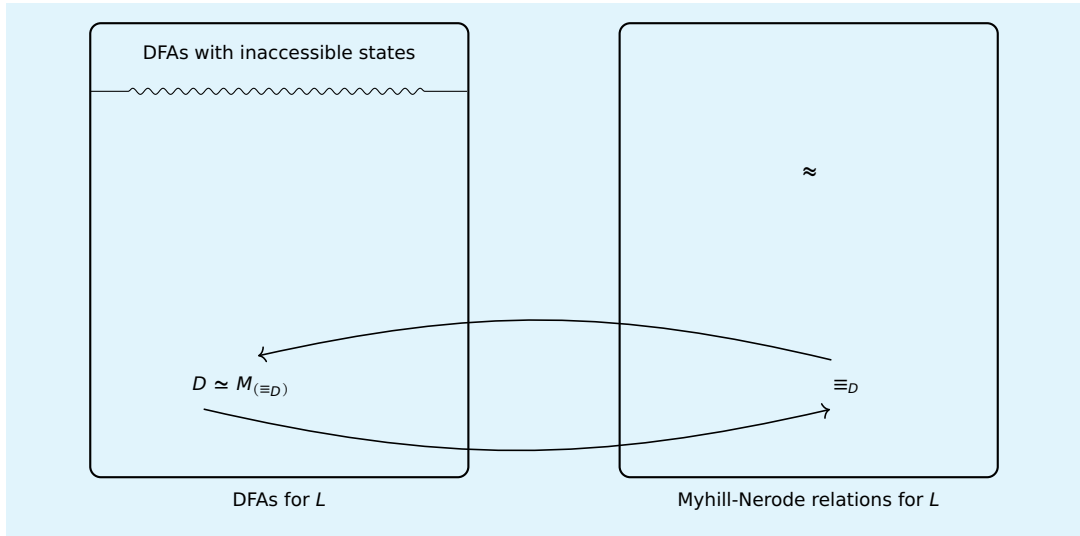 DFAs with inaccessible states
≈
D ≃ M(≡D)
≡D
DFAs for L
Myhill-Nerode relations for L